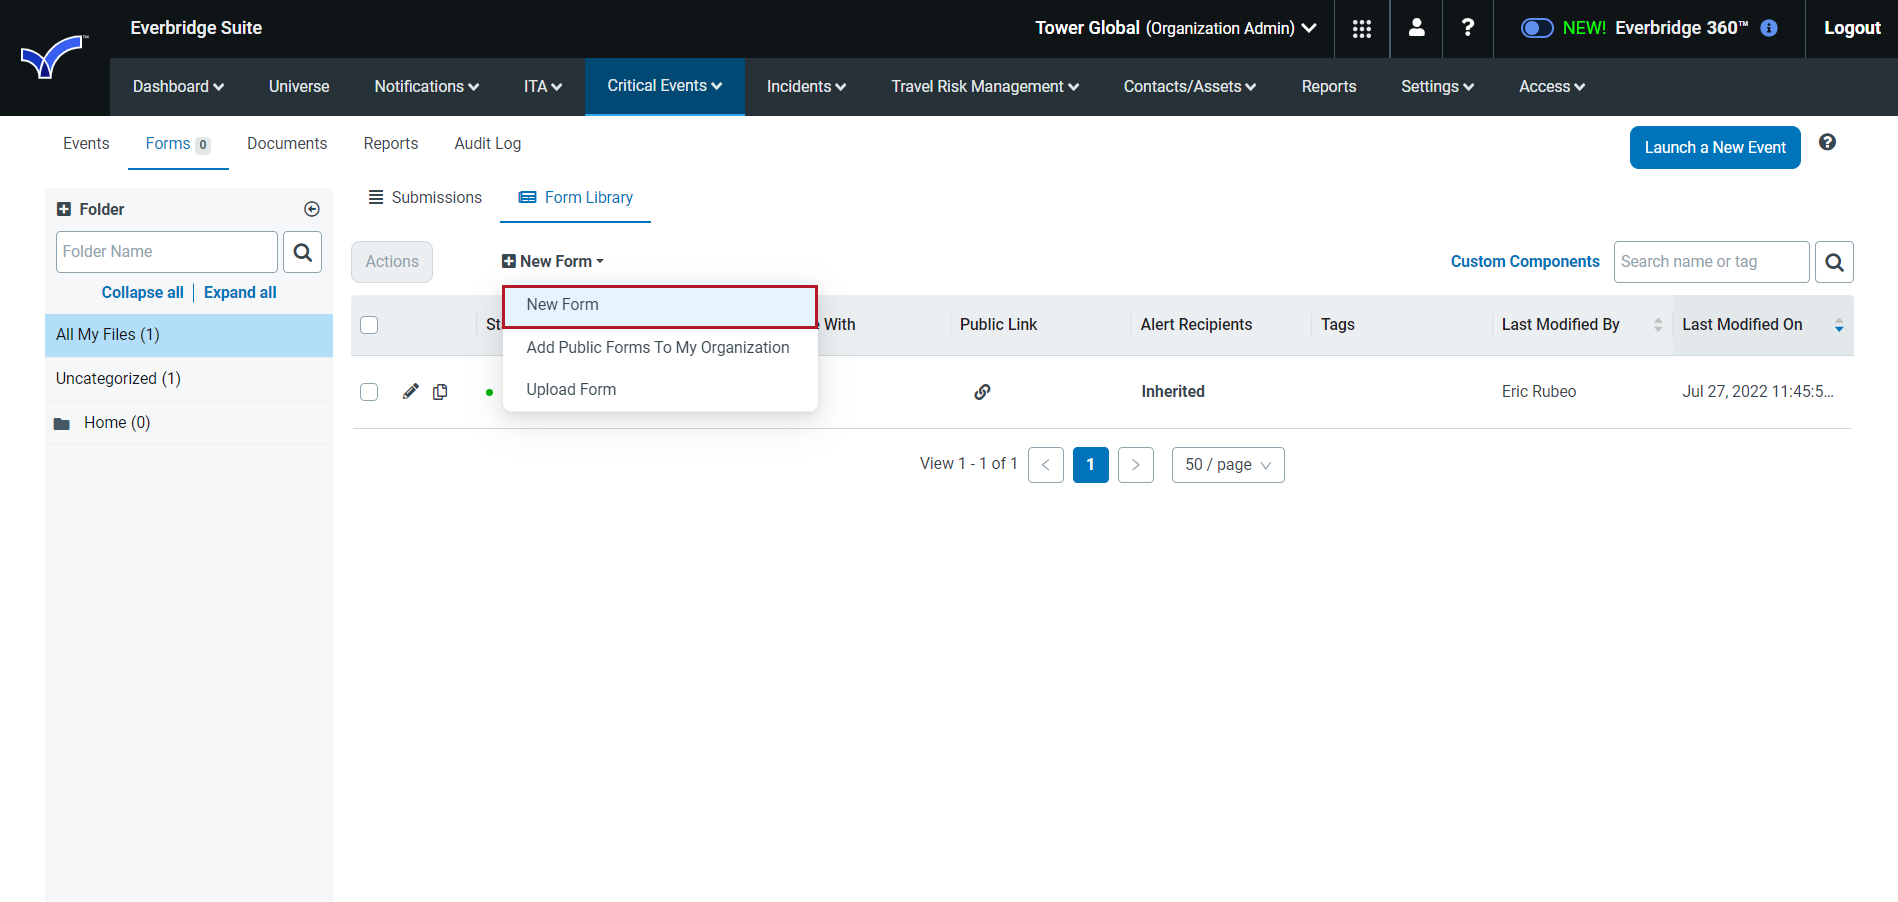 Everbridge Suite
Tower Global (Organization Admin)
?
NEW! Everbridge 360™
Logout
Dashboard
Universe
Notifications
ITA
Critical Events
Incidents
Travel Risk Management
Contacts/Assets
Reports
Settings
Access
Events
Forms 0
Documents
Reports
Audit Log
Launch a New Event
Folder
Folder Name
Collapse all
Expand all
All My Files (1)
Uncategorized (1)
Home (0)
Submissions
Form Library
Actions
New Form
Custom Components
Search name or tag
New Form
Add Public Forms To My Organization
Upload Form
St
With
Public Link
Alert Recipients
Tags
Last Modified By
Last Modified On
Inherited
Eric Rubeo
Jul 27, 2022 11:45:5...
View 1 - 1 of 1
<
1
>
50 / page